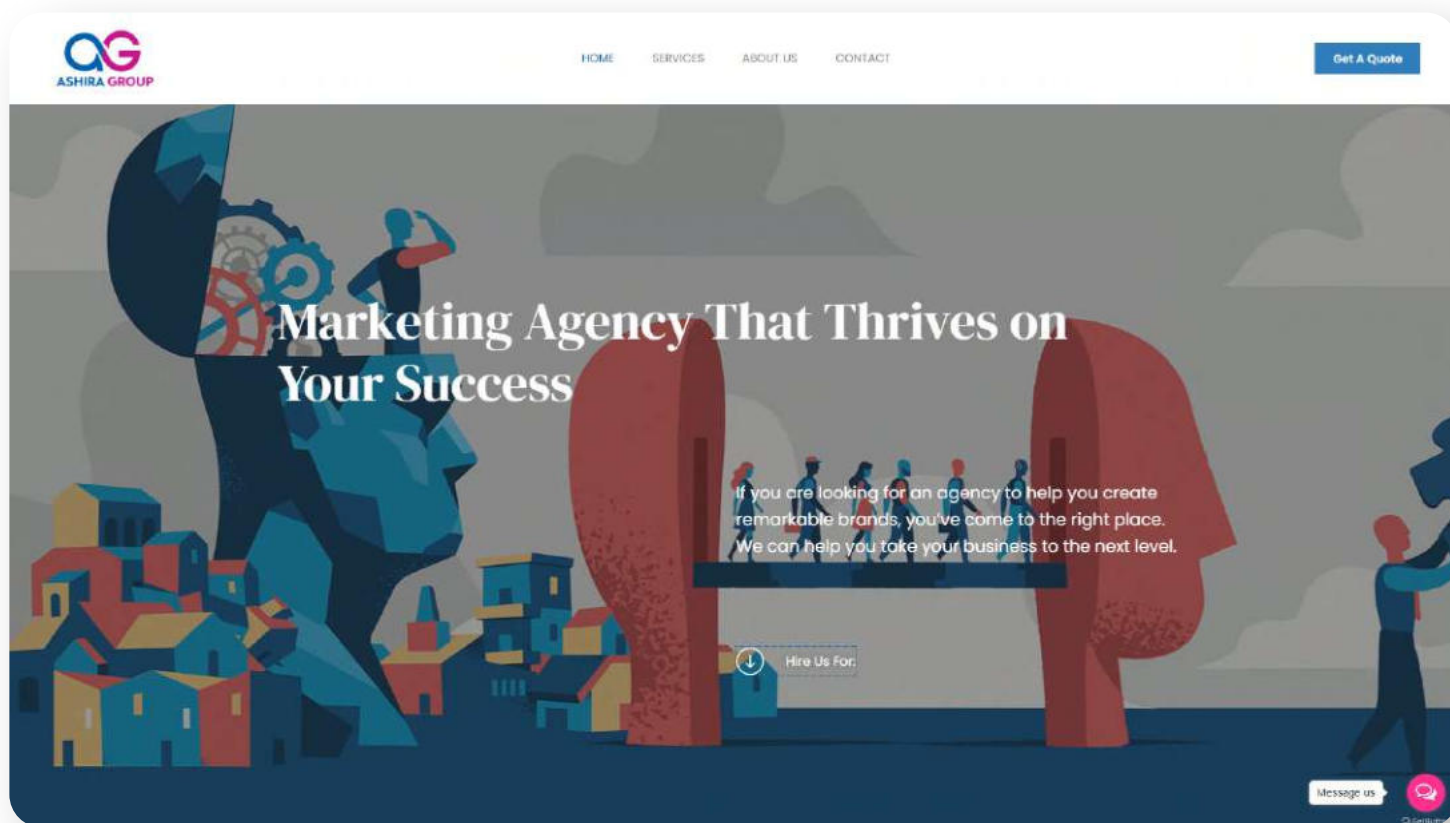 AG
ASHIRA GROUP
HOME
SERVICES
ABOUT US
CONTACT
Get A Quote
Marketing Agency That Thrives on
Your Success
If you are looking for an agency to help you create
remarkable brands, you've come to the right place.
We can help you take your business to the next level.
Hire Us For:
Message us